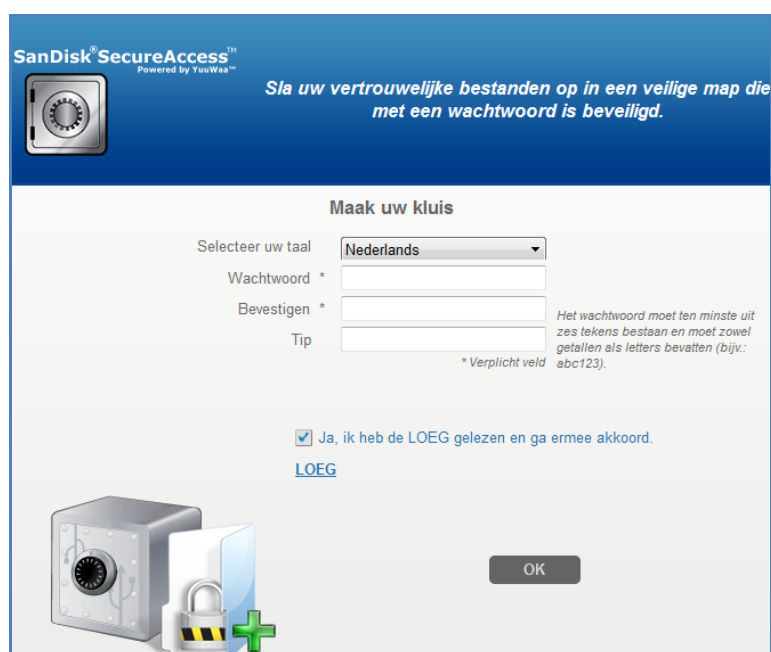 SanDisk®SecureAccess™
Powered by YuuWaa™
Sla uw vertrouwelijke bestanden op in een veilige map die
met een wachtwoord is beveiligd.
Maak uw kluis
Selecteer uw taal
Nederlands
Wachtwoord *
Bevestigen *
Tip
Het wachtwoord moet ten minste uit
zes tekens bestaan en moet zowel
getallen als letters bevatten (bijv.:
abc123).
* Verplicht veld
Ja, ik heb de LOEG gelezen en ga ermee akkoord.
LOEG
OK